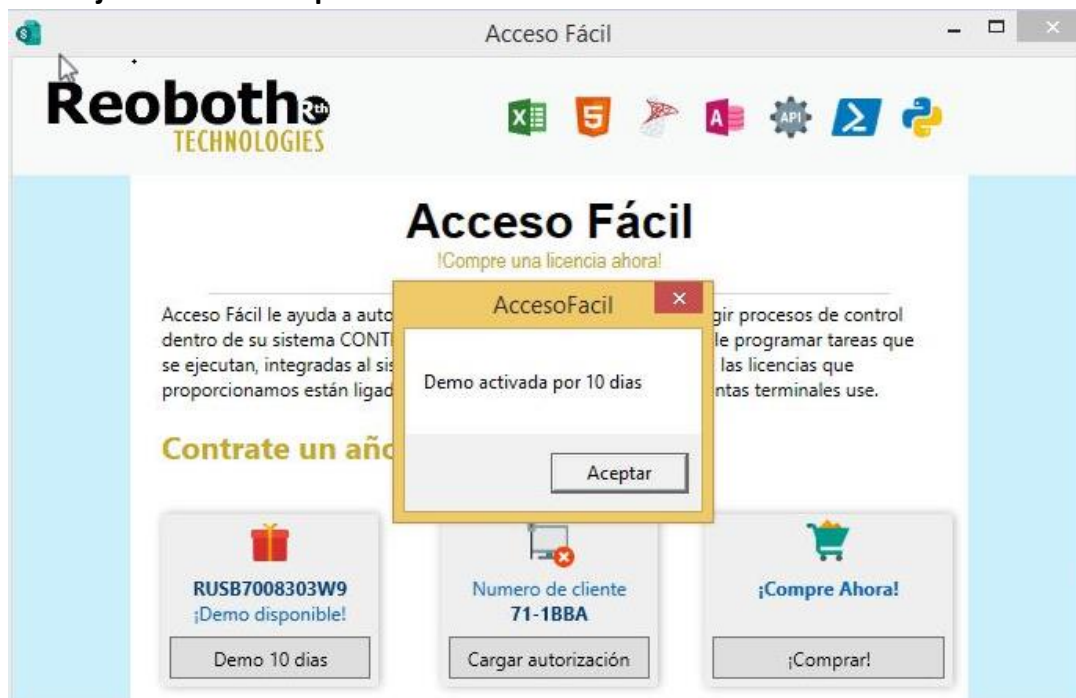 Acceso Fácil
Reoboth Rth
TECHNOLOGIES
API
Acceso Fácil
!Compre una licencia ahora!
AccesoFacil
Demo activada por 10 dias
Aceptar
Acceso Fácil le ayuda a auto gir procesos de control
dentro de su sistema CONT le programar tareas que
se ejecutan, integradas al sis las licencias que
proporcionamos están ligad ntas terminales use.
Contrate un año
RUSB7008303W9
¡Demo disponible!
Demo 10 dias
Numero de cliente
71-1BBA
Cargar autorización
¡Compre Ahora!
¡Comprar!